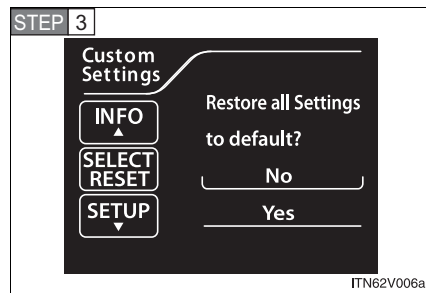 STEP 3
Custom
Settings
INFO
▲
SELECT
RESET
SETUP
▼
Restore all Settings
to default?
No
Yes
ITN62V006a